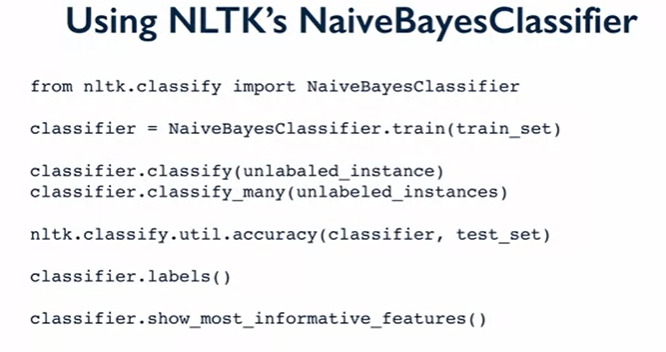 Using NLTK's NaiveBayesClassifier
from nltk.classify import NaiveBayesClassifier
classifier = NaiveBayesClassifier.train(train_set)
classifier.classify(unlabaled_instance)
classifier.classify_many(unlabeled_instances)
nltk.classify.util.accuracy(classifier, test_set)
classifier.labels()
classifier.show_most_informative_features()